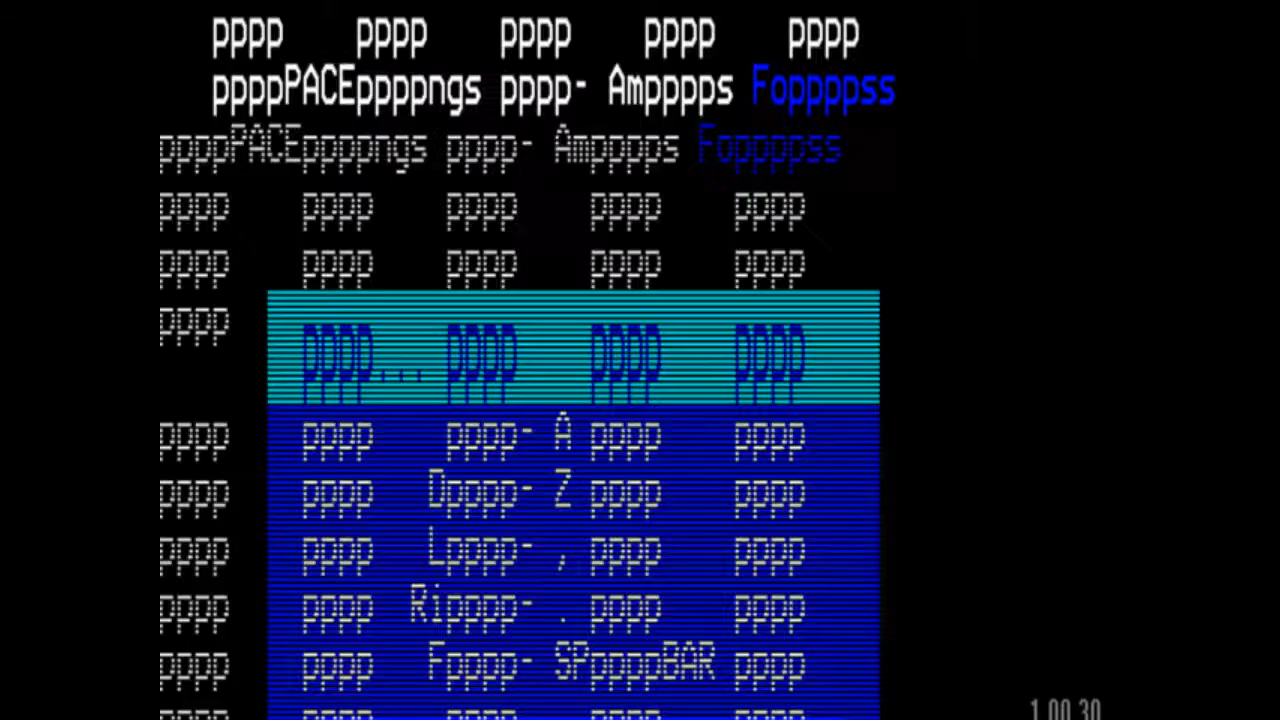 pppp pppp pppp pppp pppp
ppppPACEppppngs pppp- Amppppps Foppppss
ppppPACEppppngs pppp- Amppppps Foppppss
pppp pppp pppp pppp pppp
pppp pppp pppp pppp pppp
pppp
pppp... pppp pppp pppp
pppp pppp pppp- A pppp pppp
pppp pppp Dpppp- Z pppp pppp
pppp pppp Lpppp- , pppp pppp
pppp pppp Ripppp- . pppp pppp
pppp pppp Fpppp- SPppppBAR pppp
1.00.30